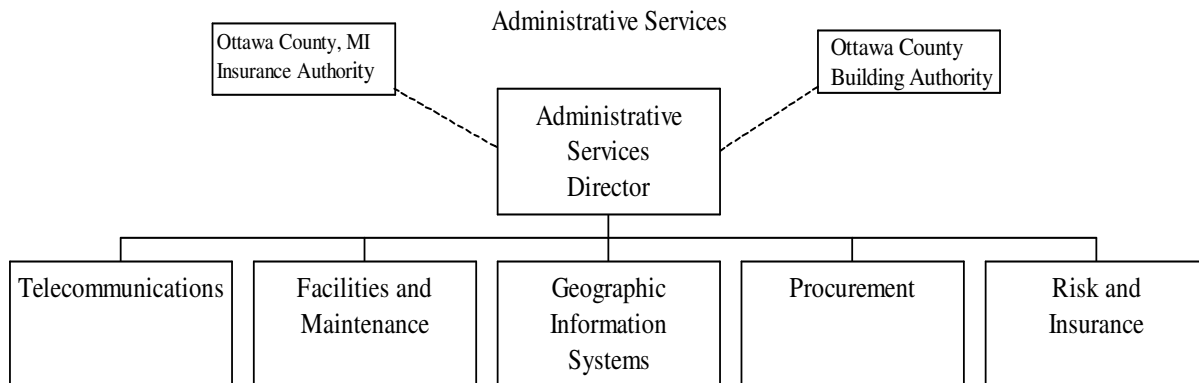 Administrative Services
Ottawa County, MI
Insurance Authority
Ottawa County
Building Authority
Administrative
Services
Director
Telecommunications
Facilities and
Maintenance
Geographic
Information
Systems
Procurement
Risk and
Insurance